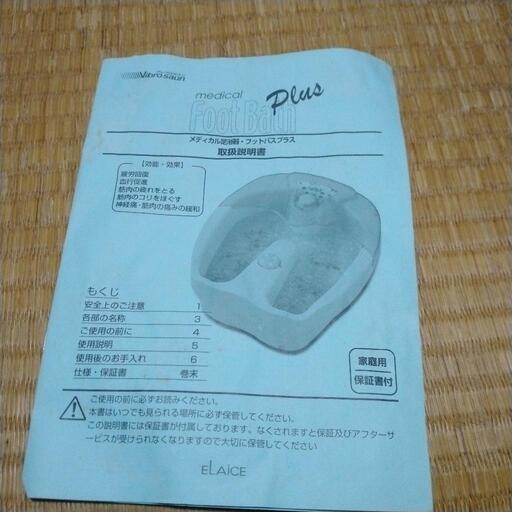 Vibrosaun
medical
Foot Bath Plus
メディカル足浴器・フットバスプラス
取扱説明書
【効能・効果】
疲労回復
血行促進
筋肉の疲れをとる
筋肉のコリをほぐす
神経痛・筋肉の痛みの緩和
もくじ
安全上のご注意 1
各部の名称 3
ご使用の前に 4
使用説明 5
使用後のお手入れ 6
仕様・保証書 巻末
家庭用
保証書付
ご使用の前に必ずお読みください。
本書はいつでも見られる場所に必ず保管してください。
この説明書には保証書が付属しております。なくされますと保証及びアフターサ
ービスが受けられなくなりますので大切に保管してください
ELAiCE